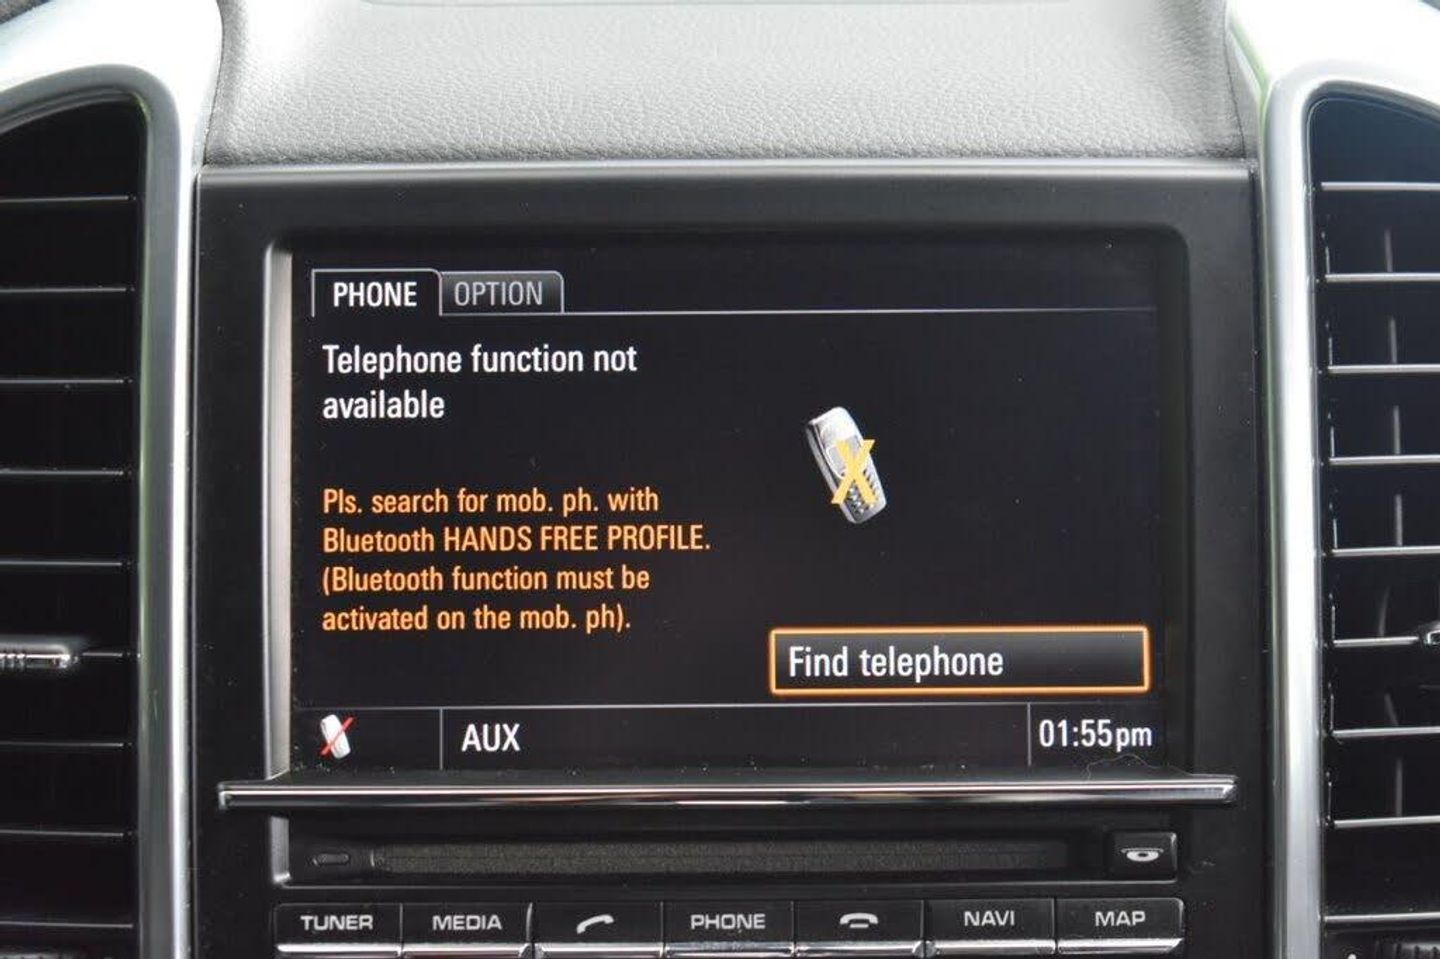 PHONE OPTION
Telephone function not
available
Pls. search for mob. ph. with
Bluetooth HANDS FREE PROFILE.
(Bluetooth function must be
activated on the mob. ph).
Find telephone
AUX 01:55pm
TUNER MEDIA PHONE NAVI MAP